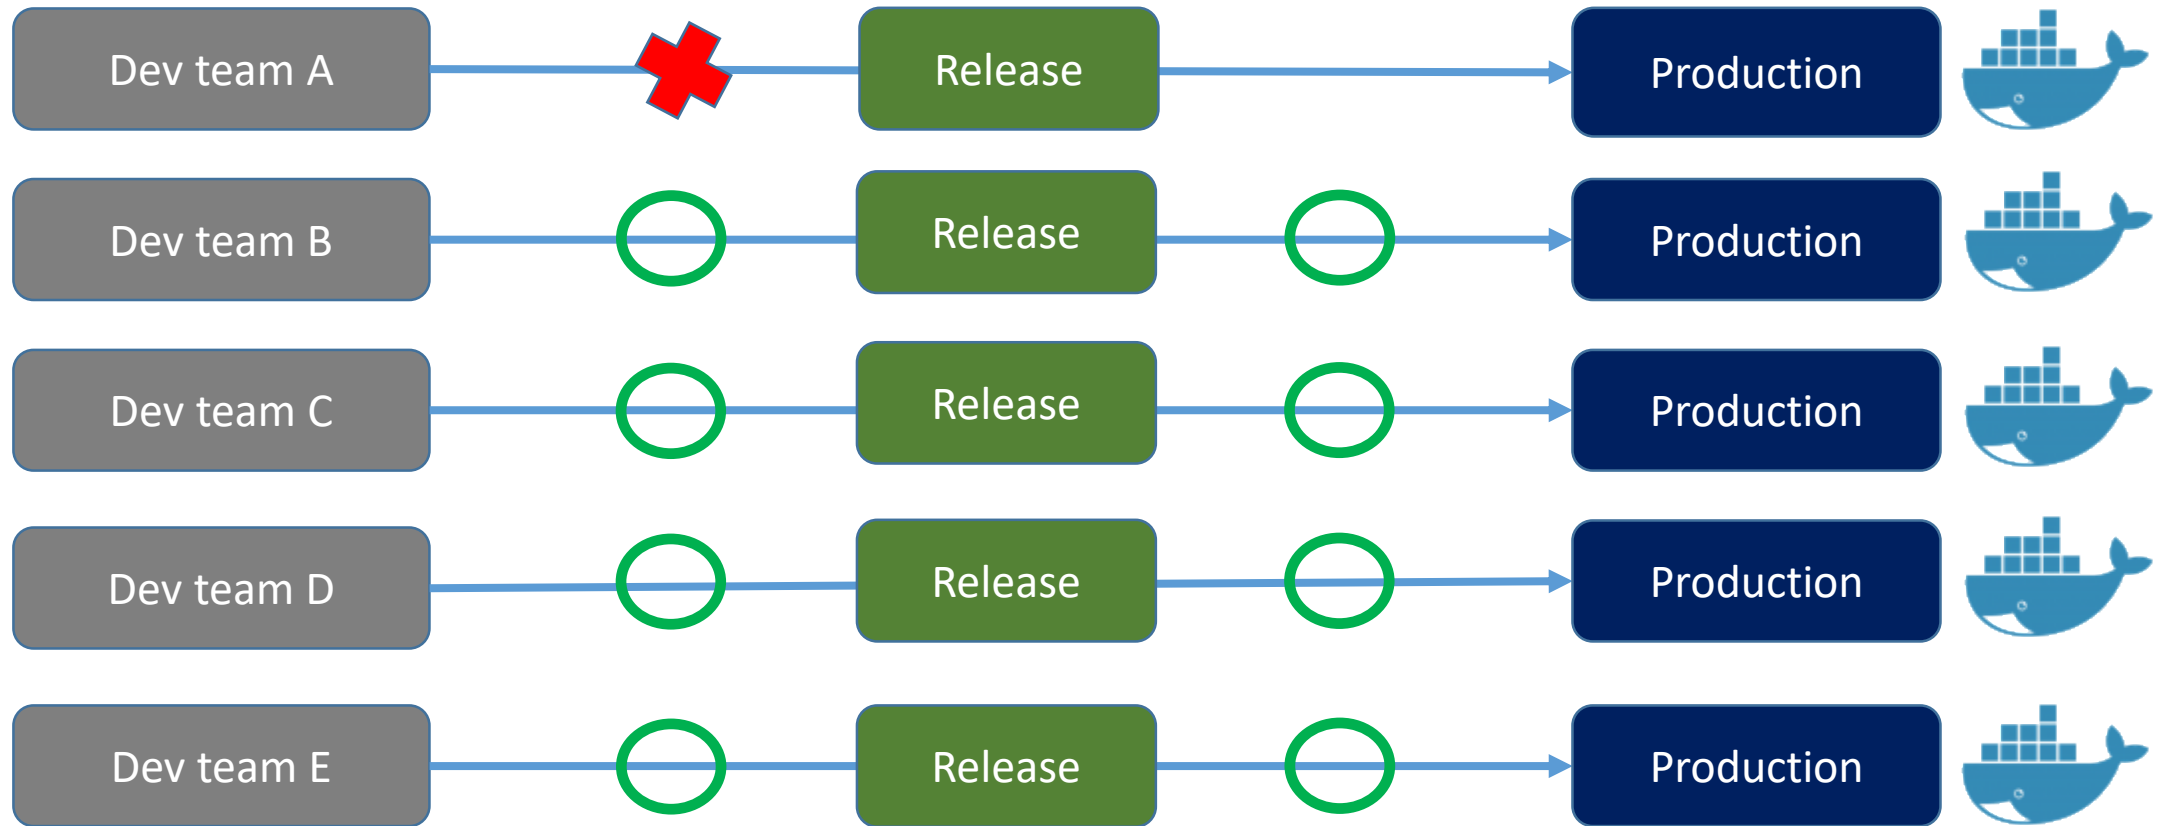 Dev team A
Release
Production
Dev team B
Release
Production
Dev team C
Release
Production
Dev team D
Release
Production
Dev team E
Release
Production